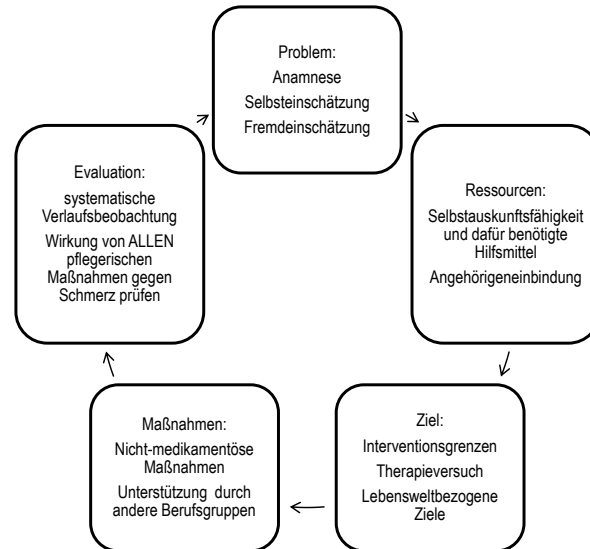 Problem:
Anamnese
Selbsteinschätzung
Fremdeinschätzung
Ressourcen:
Selbstauskunftsfähigkeit
und dafür benötigte
Hilfsmittel
Angehörigeneinbindung
Ziel:
Interventionsgrenzen
Therapieversuch
Lebensweltbezogene
Ziele
Maßnahmen:
Nicht-medikamentöse
Maßnahmen
Unterstützung durch
andere Berufsgruppen
Evaluation:
systematische
Verlaufsbeobachtung
Wirkung von ALLEN
pflegerischen
Maßnahmen gegen
Schmerz prüfen